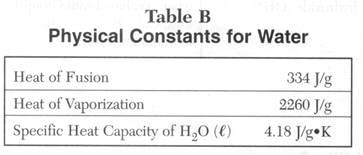 Table B
Physical Constants for Water
Heat of Fusion 334 J/g
Heat of Vaporization 2260 J/g
Specific Heat Capacity of H₂O (ℓ) 4.18 J/g•K